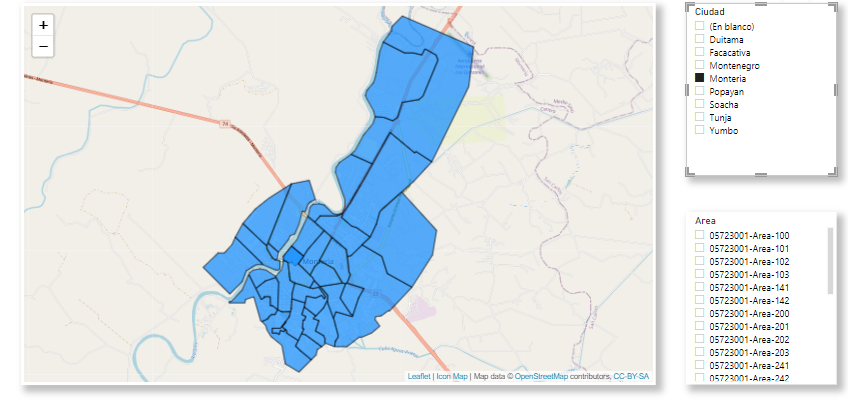 +
−
Montería
Leaflet | Icon Map | Map data © OpenStreetMap contributors, CC-BY-SA
Ciudad
(En blanco)
Duitama
Facacativa
Montenegro
Monteria
Popayan
Soacha
Tunja
Yumbo
Area
05723001-Area-100
05723001-Area-101
05723001-Area-102
05723001-Area-103
05723001-Area-141
05723001-Area-142
05723001-Area-200
05723001-Area-201
05723001-Area-202
05723001-Area-203
05723001-Area-241
05723001-Area-242